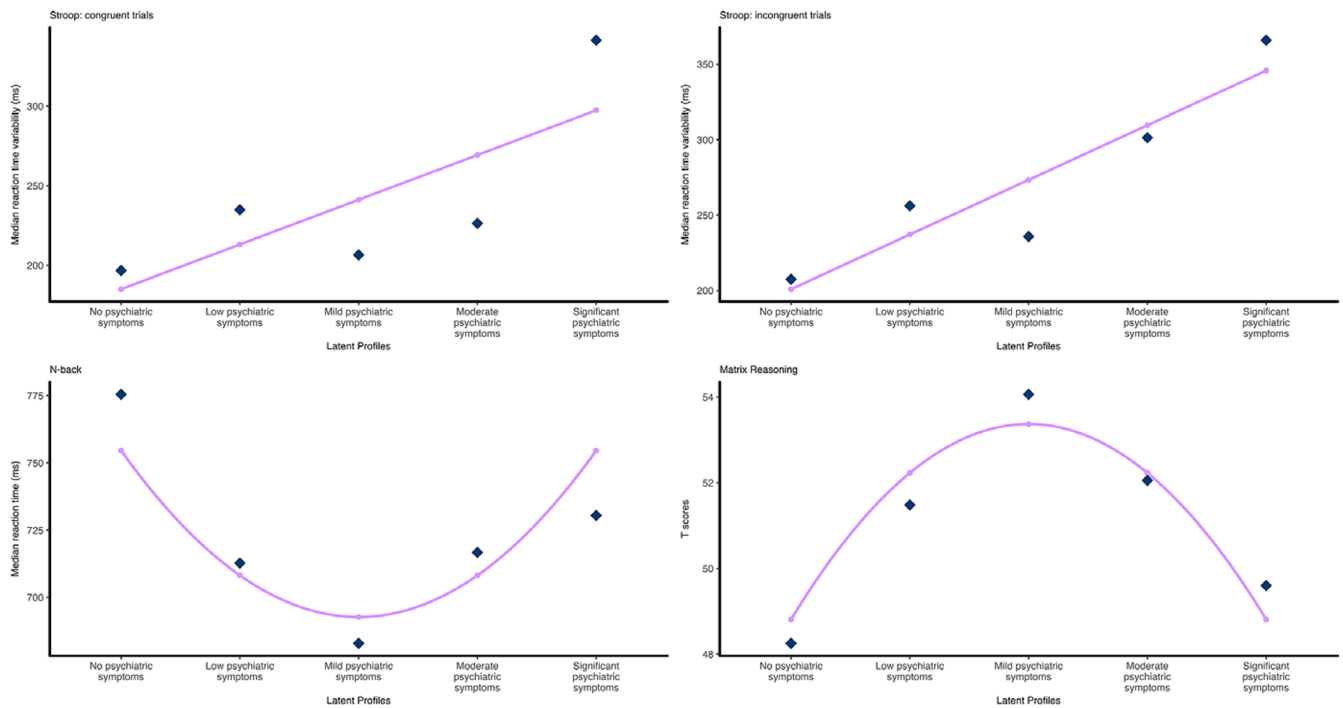 Stroop: congruent trials
Median reaction time variability (ms)
300
250
200
No psychiatric
symptoms
Low psychiatric
symptoms
Mild psychiatric
symptoms
Moderate
psychiatric
symptoms
Significant
psychiatric
symptoms
Latent Profiles
Stroop: incongruent trials
Median reaction time variability (ms)
350
300
250
200
No psychiatric
symptoms
Low psychiatric
symptoms
Mild psychiatric
symptoms
Moderate
psychiatric
symptoms
Significant
psychiatric
symptoms
Latent Profiles
N-back
Median reaction time (ms)
775
750
725
700
No psychiatric
symptoms
Low psychiatric
symptoms
Mild psychiatric
symptoms
Moderate
psychiatric
symptoms
Significant
psychiatric
symptoms
Latent Profiles
Matrix Reasoning
T scores
54
52
50
48
No psychiatric
symptoms
Low psychiatric
symptoms
Mild psychiatric
symptoms
Moderate
psychiatric
symptoms
Significant
psychiatric
symptoms
Latent Profiles